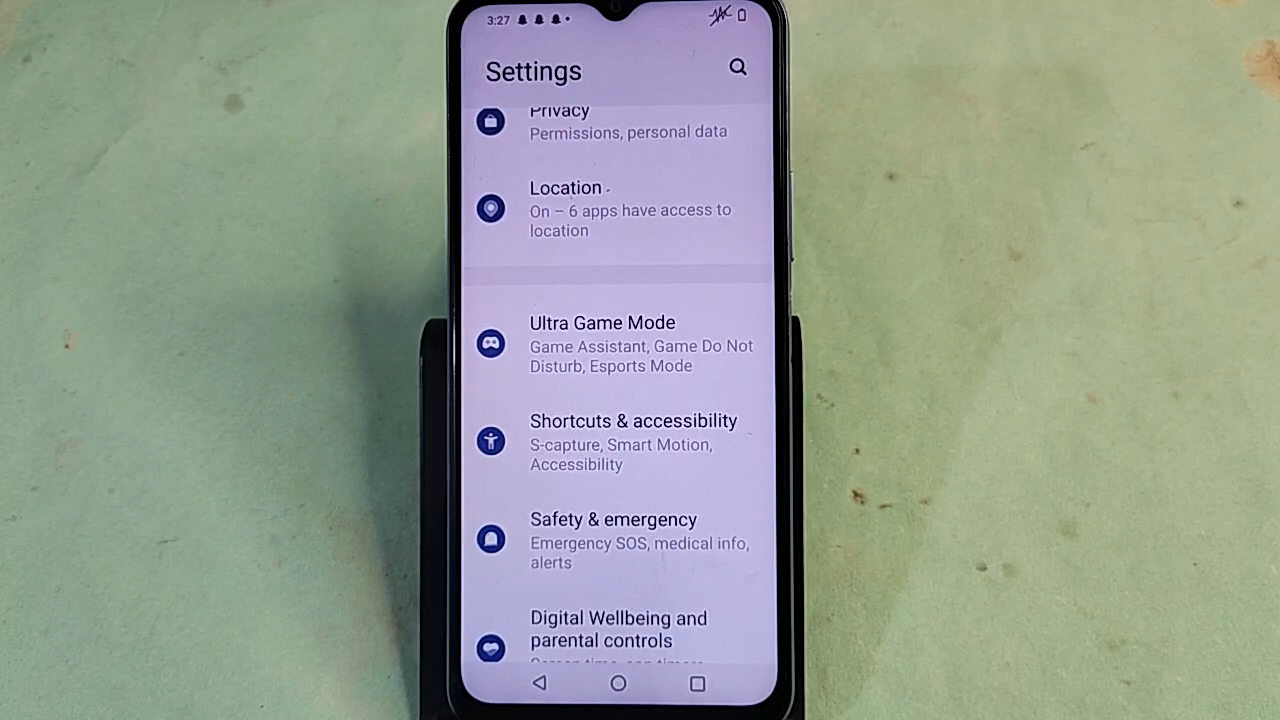 3:27
Settings
Privacy
Permissions, personal data
Location
On – 6 apps have access to
location
Ultra Game Mode
Game Assistant, Game Do Not
Disturb, Esports Mode
Shortcuts & accessibility
S-capture, Smart Motion,
Accessibility
Safety & emergency
Emergency SOS, medical info,
alerts
Digital Wellbeing and
parental controls